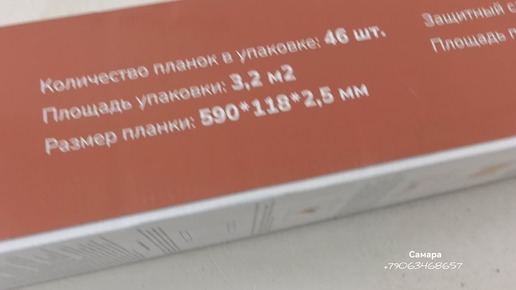 Количество планок в упаковке: 46 шт.
Площадь упаковки: 3,2 м2
Размер планки: 590*118*2,5 мм
Защитный
Площадь
Самара
+79063468657